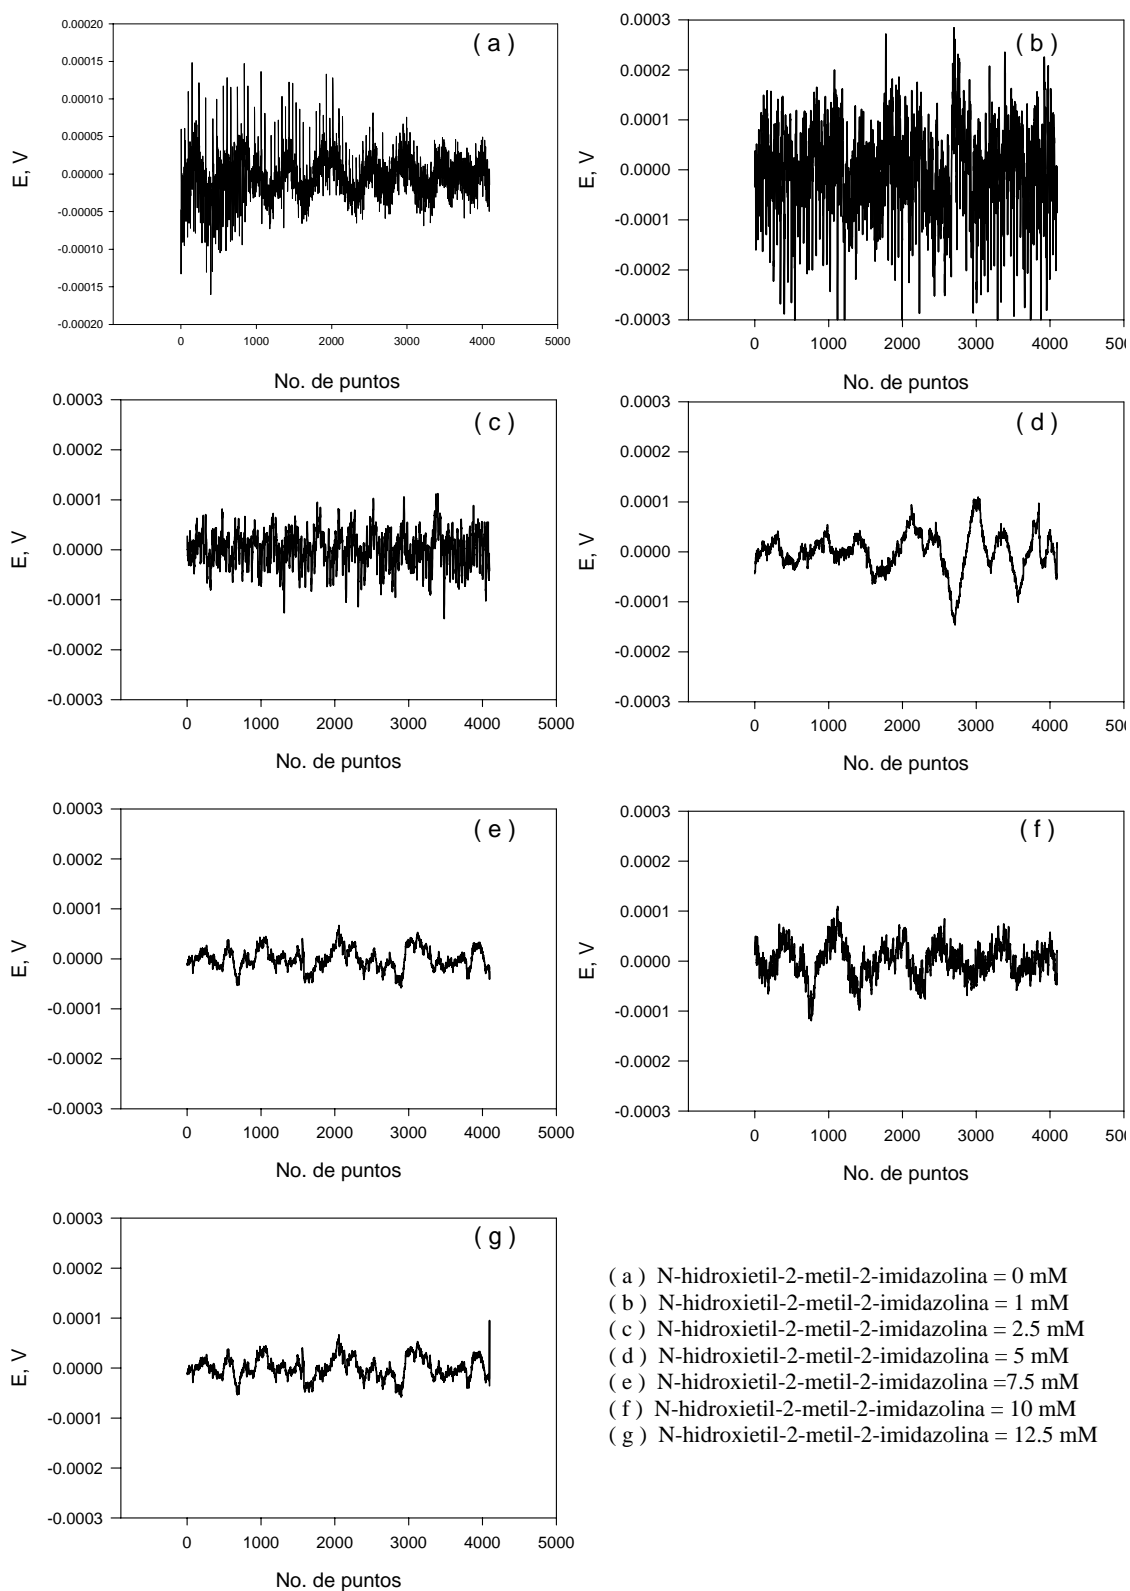 ( a )
0.00020
0.00015
0.00010
0.00005
0.00000
-0.00005
-0.00010
-0.00015
-0.00020
E, V
0 1000 2000 3000 4000 5000
No. de puntos
( b )
0.0003
0.0002
0.0001
0.0000
-0.0001
-0.0002
-0.0003
E, V
0 1000 2000 3000 4000 500
No. de puntos
( c )
0.0003
0.0002
0.0001
0.0000
-0.0001
-0.0002
-0.0003
E, V
0 1000 2000 3000 4000 5000
No. de puntos
( d )
0.0003
0.0002
0.0001
0.0000
-0.0001
-0.0002
-0.0003
E, V
0 1000 2000 3000 4000 500
No. de puntos
( e )
0.0003
0.0002
0.0001
0.0000
-0.0001
-0.0002
-0.0003
E, V
0 1000 2000 3000 4000 5000
No. de puntos
( f )
0.0003
0.0002
0.0001
0.0000
-0.0001
-0.0002
-0.0003
E, V
0 1000 2000 3000 4000 500
No. de puntos
( g )
0.0003
0.0002
0.0001
0.0000
-0.0001
-0.0002
-0.0003
E, V
0 1000 2000 3000 4000 5000
No. de puntos
( a ) N-hidroxietil-2-metil-2-imidazolina = 0 mM
( b ) N-hidroxietil-2-metil-2-imidazolina = 1 mM
( c ) N-hidroxietil-2-metil-2-imidazolina = 2.5 mM
( d ) N-hidroxietil-2-metil-2-imidazolina = 5 mM
( e ) N-hidroxietil-2-metil-2-imidazolina =7.5 mM
( f ) N-hidroxietil-2-metil-2-imidazolina = 10 mM
( g ) N-hidroxietil-2-metil-2-imidazolina = 12.5 mM